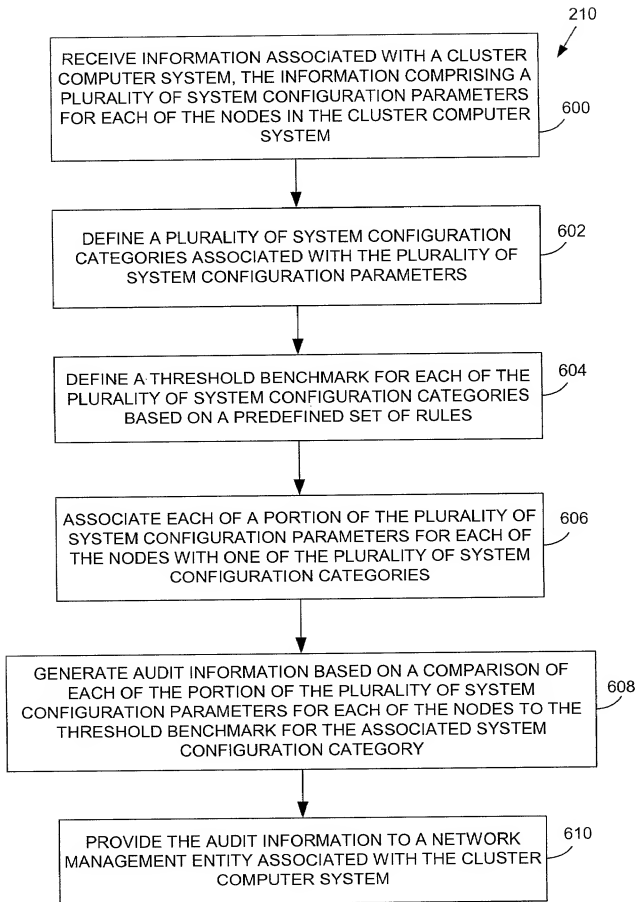 210
RECEIVE INFORMATION ASSOCIATED WITH A CLUSTER
COMPUTER SYSTEM, THE INFORMATION COMPRISING A
PLURALITY OF SYSTEM CONFIGURATION PARAMETERS
FOR EACH OF THE NODES IN THE CLUSTER COMPUTER
SYSTEM
600
DEFINE A PLURALITY OF SYSTEM CONFIGURATION
CATEGORIES ASSOCIATED WITH THE PLURALITY OF
SYSTEM CONFIGURATION PARAMETERS
602
DEFINE A THRESHOLD BENCHMARK FOR EACH OF THE
PLURALITY OF SYSTEM CONFIGURATION CATEGORIES
BASED ON A PREDEFINED SET OF RULES
604
ASSOCIATE EACH OF A PORTION OF THE PLURALITY OF
SYSTEM CONFIGURATION PARAMETERS FOR EACH OF
OF THE NODES WITH ONE OF THE PLURALITY OF SYSTEM
CONFIGURATION CATEGORIES
606
GENERATE AUDIT INFORMATION BASED ON A COMPARISON OF
EACH OF THE PORTION OF THE PLURALITY OF SYSTEM
CONFIGURATION PARAMETERS FOR EACH OF THE NODES TO THE
THRESHOLD BENCHMARK FOR THE ASSOCIATED SYSTEM
CONFIGURATION CATEGORY
608
PROVIDE THE AUDIT INFORMATION TO A NETWORK
MANAGEMENT ENTITY ASSOCIATED WITH THE CLUSTER
COMPUTER SYSTEM
610